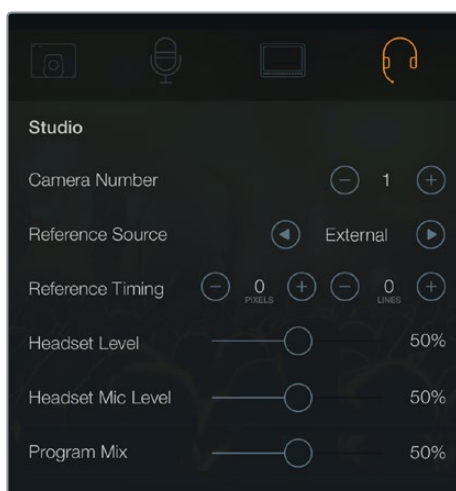 Studio
Camera Number − 1 +
Reference Source External
Reference Timing − 0 PIXELS + − 0 LINES +
Headset Level 50%
Headset Mic Level 50%
Program Mix 50%